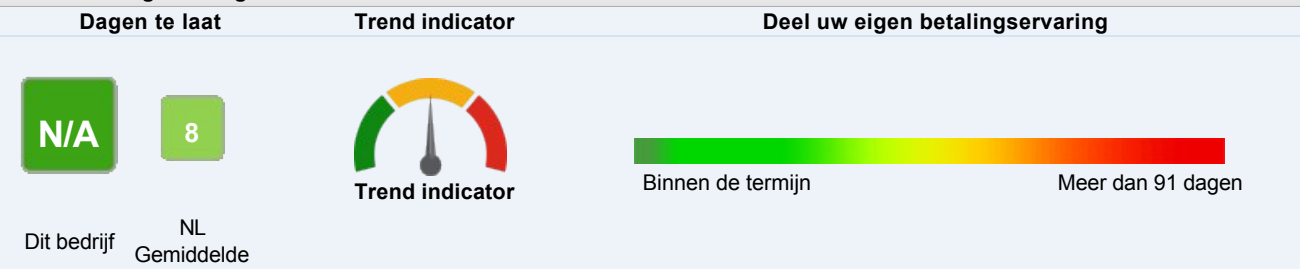 Dagen te laat
Trend indicator
Deel uw eigen betalingservaring
N/A
8
Trend indicator
Binnen de termijn
Meer dan 91 dagen
Dit bedrijf
NL
Gemiddelde